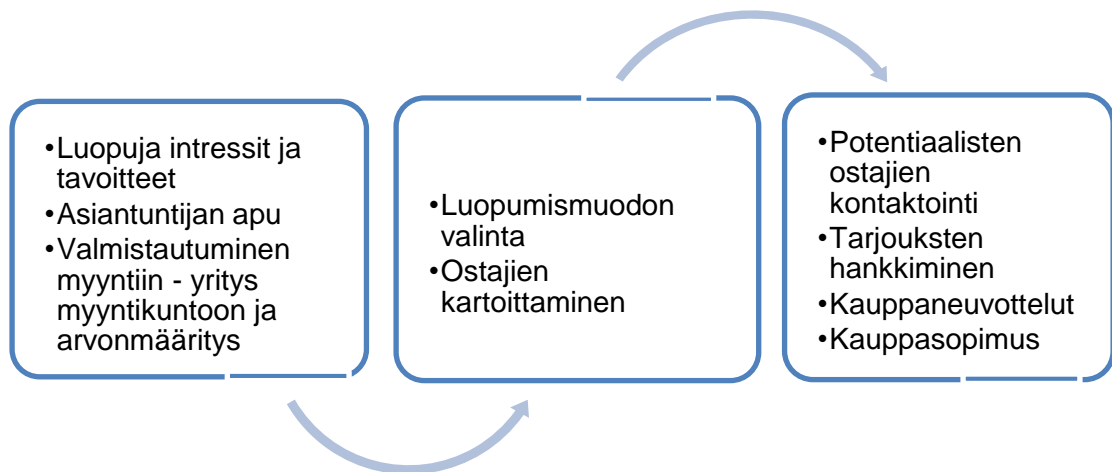 •Luopuja intressit ja
tavoitteet
•Asiantuntijan apu
•Valmistautuminen
myyntiin - yritys
myyntikuntoon ja
arvonmääritys
•Luopumismuodon
valinta
•Ostajien
kartoittaminen
•Potentiaalisten
ostajien
kontaktointi
•Tarjouksten
hankkiminen
•Kauppaneuvottelut
•Kauppasopimus